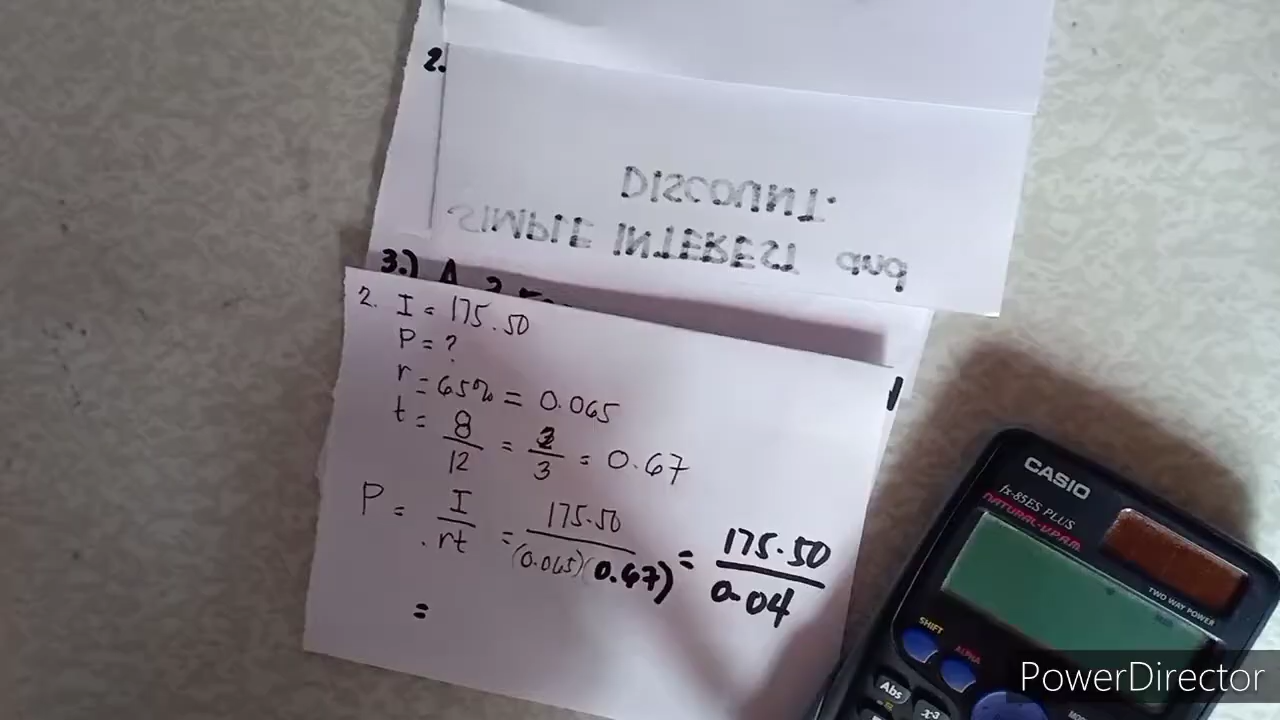 2.
DISCOUNT.
SIMPLE INTEREST and
3.) A
2. I = 175.50
P = ?
r = 65% = 0.065
t = 8/12 = 2/3 = 0.67
P = I/rt = 175.50/(0.065)(0.67) = 175.50/0.04
=
CASIO
fx-85ES PLUS
NATURAL-V.P.A.M.
TWO WAY POWER
SHIFT
ALPHA
Abs
x³
PowerDirector